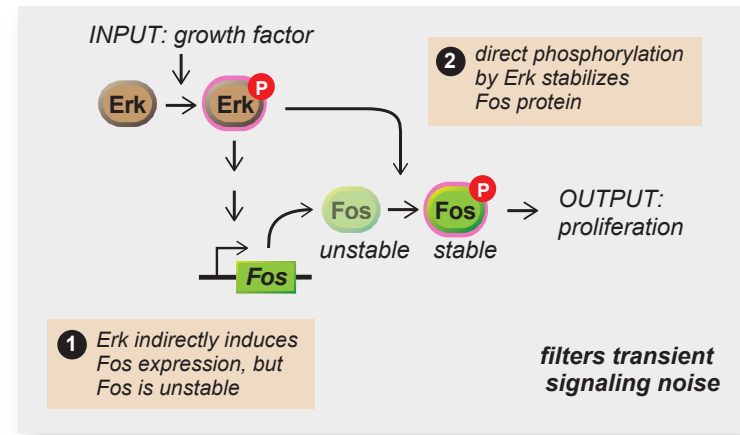 INPUT: growth factor
Erk
Erk
P
2
direct phosphorylation
by Erk stabilizes
Fos protein
Fos
unstable
Fos
P
stable
OUTPUT:
proliferation
Fos
1
Erk indirectly induces
Fos expression, but
Fos is unstable
filters transient
signaling noise